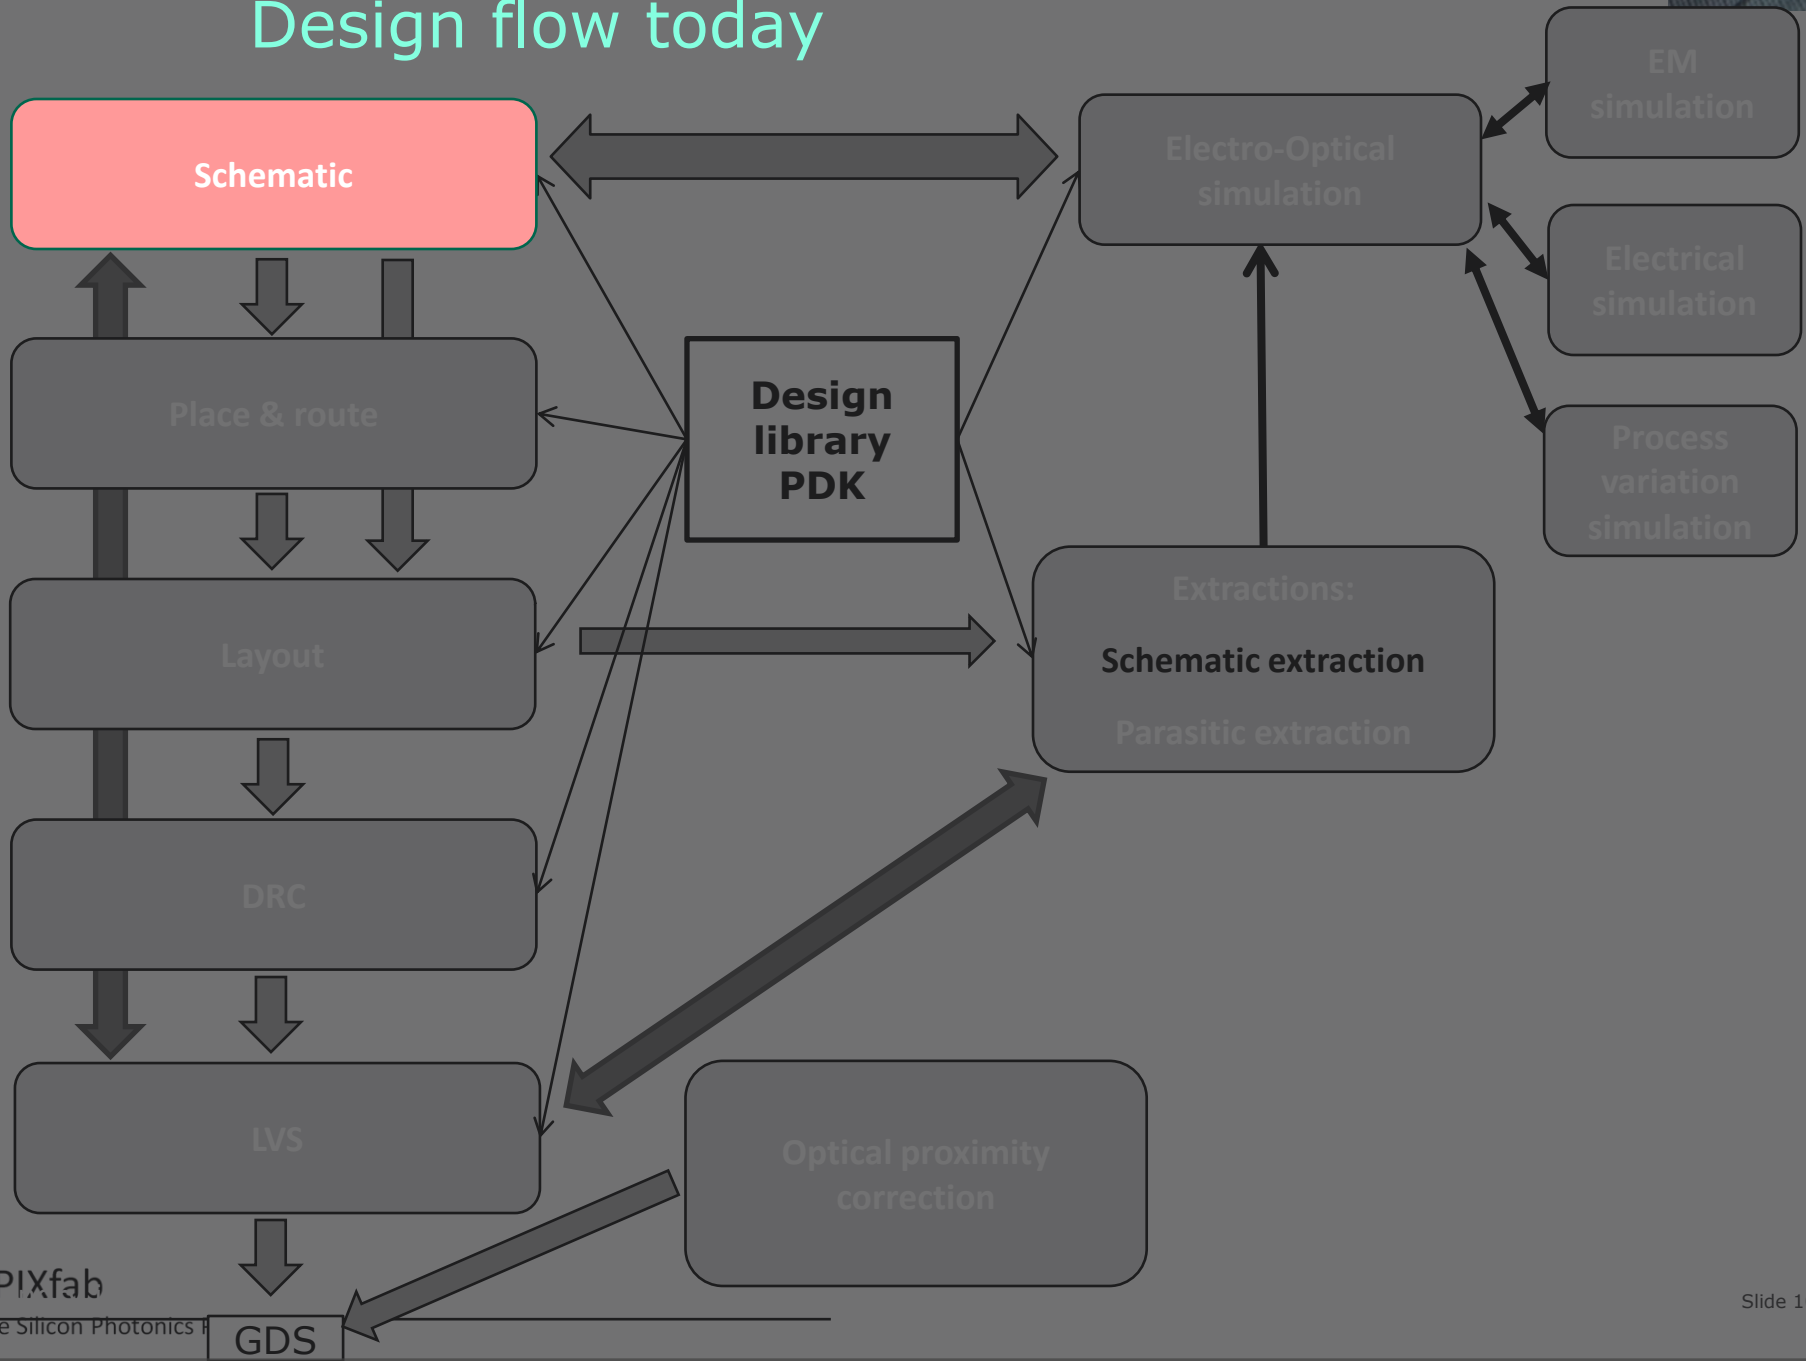 Design flow today
EM
simulation
Schematic
Electro-Optical
simulation
Electrical
simulation
Place & route
Design
library
PDK
Process
variation
simulation
Extractions:
Schematic extraction
Parasitic extraction
Layout
DRC
LVS
Optical proximity
correction
PIXfab
e Silicon Photonics
GDS
Slide 1